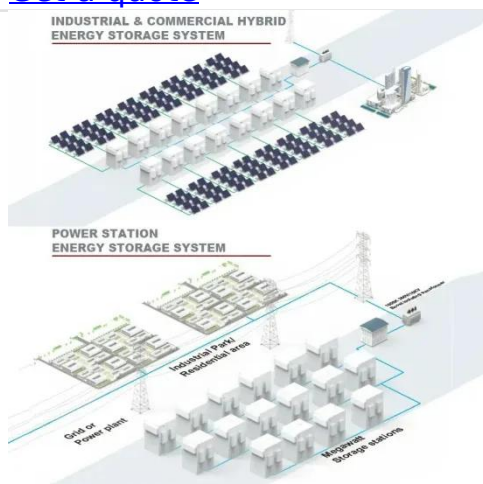 Get a quote
INDUSTRIAL & COMMERCIAL HYBRID
ENERGY STORAGE SYSTEM
POWER STATION
ENERGY STORAGE SYSTEM
Industrial Park/
Residential area
Grid or
Power plant
Megawatt
Storage stations